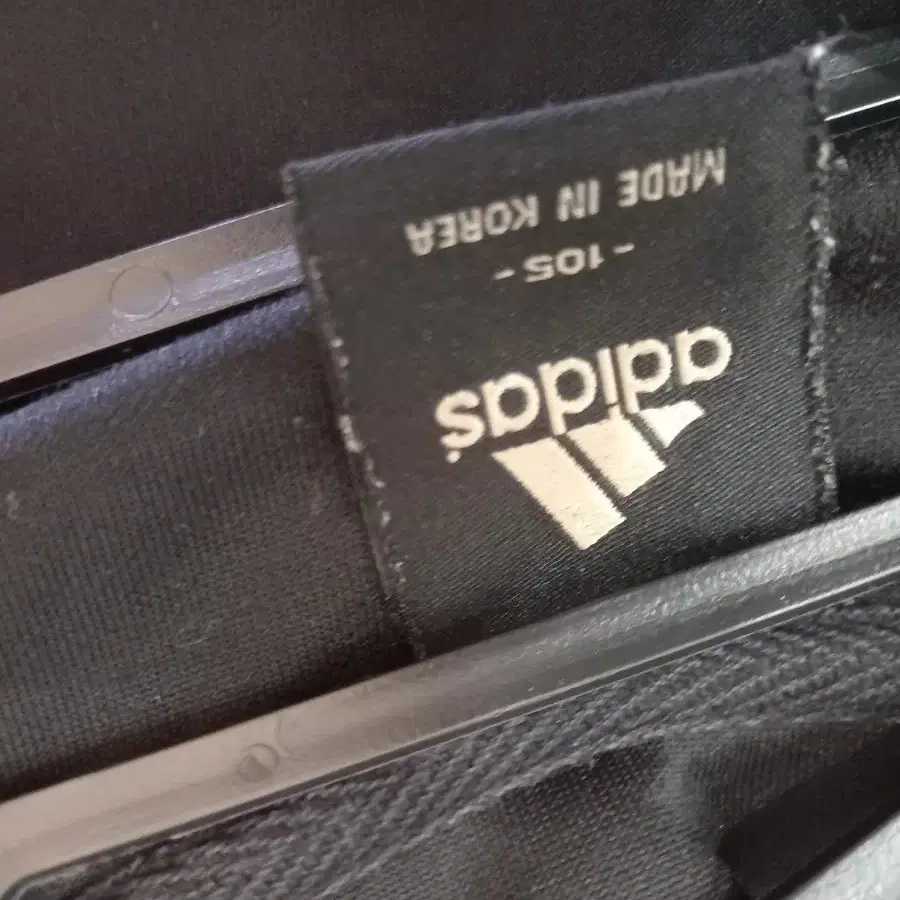 adidas
- 105 -
MADE IN KOREA